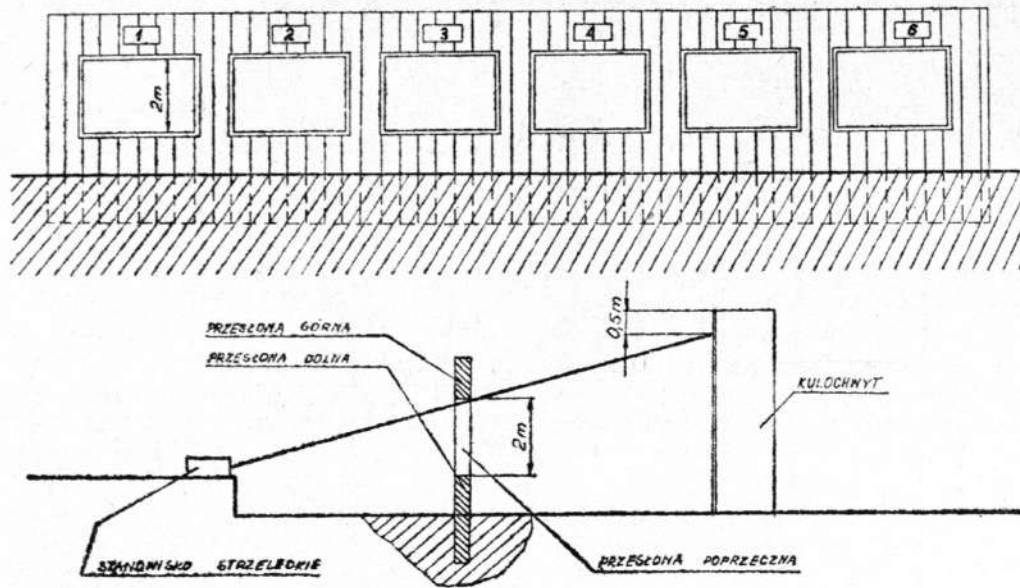 1 2 3 4 5 6
2m
PRZESŁONA GÓRNA
PRZESŁONA DOLNA
0,5m
KULOCHWYT
2m
STANOWISKO STRZELECKIE
PRZESŁONA POPRZECZNA